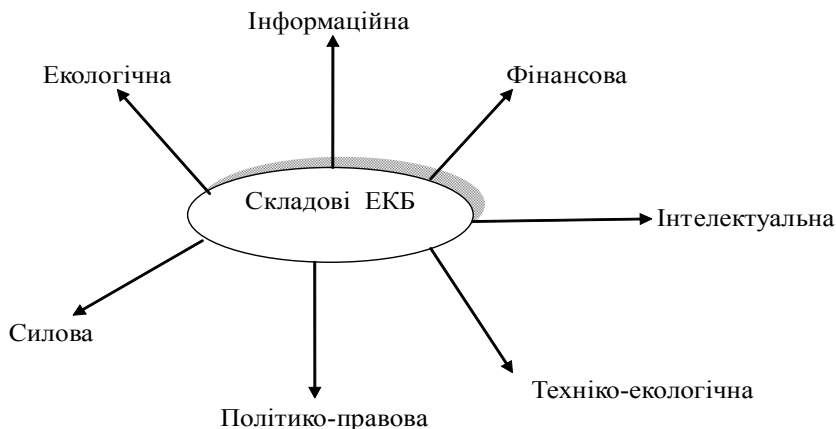 Інформаційна
Екологічна
Фінансова
Складові ЕКБ
Інтелектуальна
Силова
Техніко-екологічна
Політико-правова